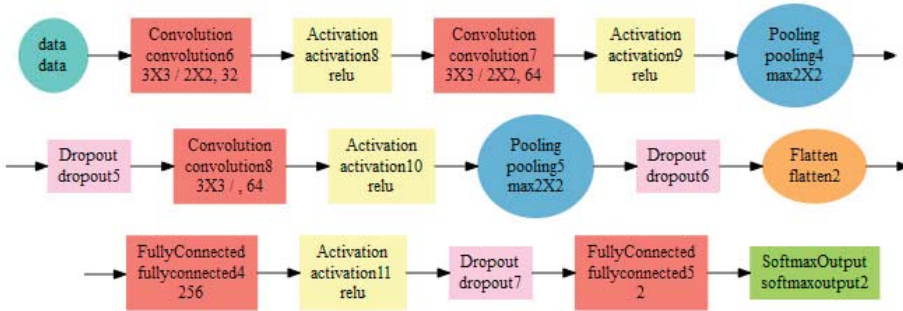 data
data
Convolution
convolution6
3X3 / 2X2, 32
Activation
activation8
relu
Convolution
convolution7
3X3 / 2X2, 64
Activation
activation9
relu
Pooling
pooling4
max2X2
Dropout
dropout5
Convolution
convolution8
3X3 / , 64
Activation
activation10
relu
Pooling
pooling5
max2X2
Dropout
dropout6
Flatten
flatten2
FullyConnected
fullyconnected4
256
Activation
activation11
relu
Dropout
dropout7
FullyConnected
fullyconnected5
2
SoftmaxOutput
softmaxoutput2